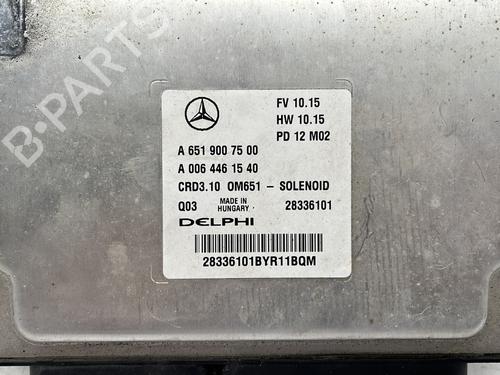 FV 10.15
HW 10.15
PD 12 M02
A 651 900 75 00
A 006 446 15 40
CRD3.10 OM651 - SOLENOID
Q03 MADE IN HUNGARY 28336101
DELPHI
28336101BYR11BQM